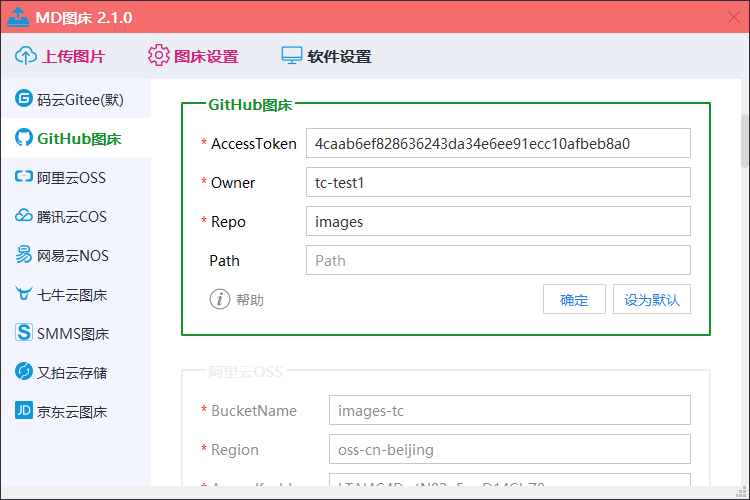 MD图床 2.1.0
上传图片 图床设置 软件设置
码云Gitee(默)
GitHub图床
阿里云OSS
腾讯云COS
网易云NOS
七牛云图床
SMMS图床
又拍云存储
京东云图床
GitHub图床
* AccessToken 4caab6ef828636243da34e6ee91ecc10afbeb8a0
* Owner tc-test1
* Repo images
Path Path
帮助 确定 设为默认
阿里云OSS
* BucketName images-tc
* Region oss-cn-beijing